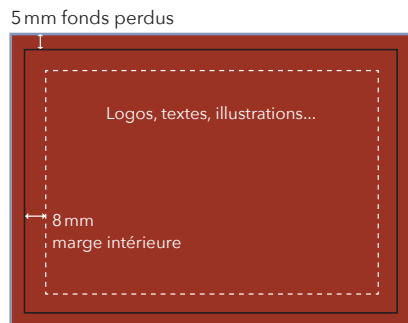 5 mm fonds perdus
Logos, textes, illustrations...
8 mm
marge intérieure